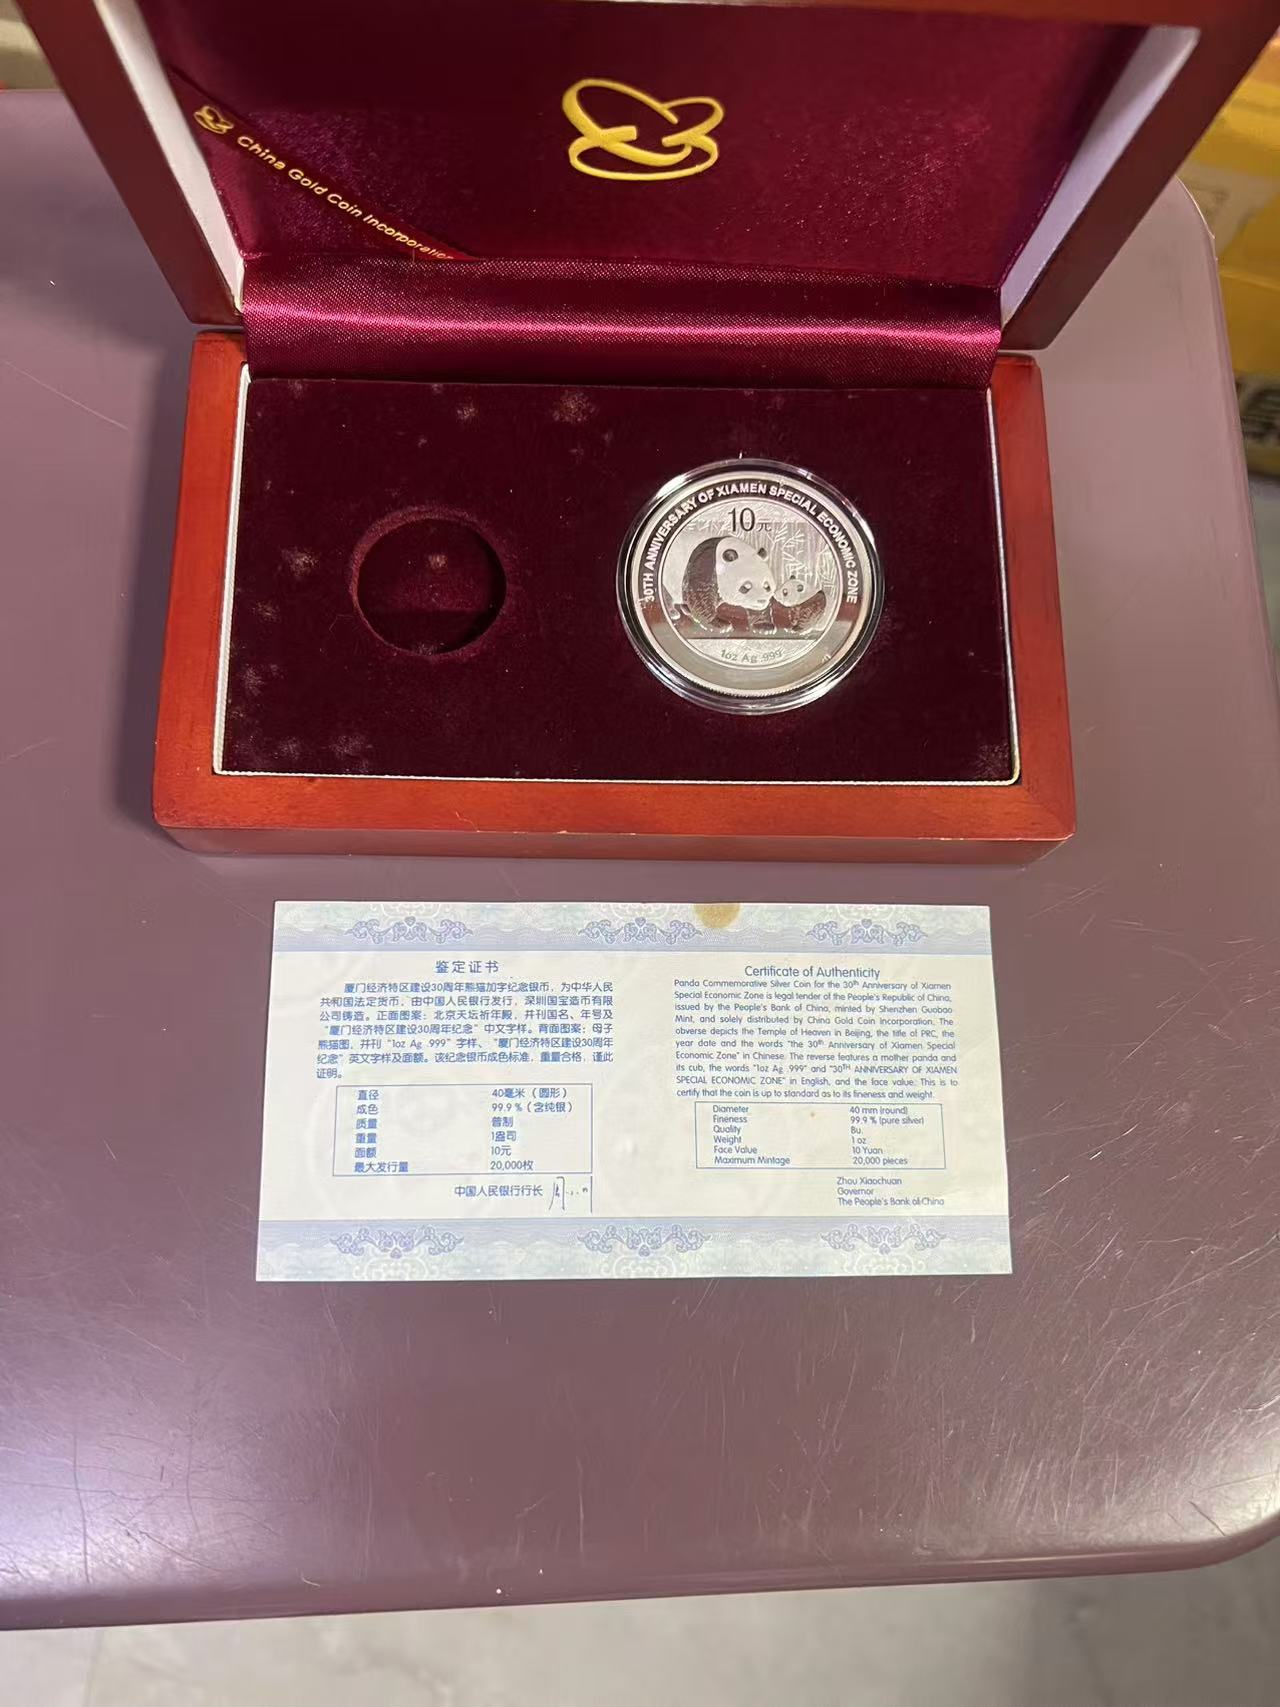 China Gold Coin Incorporation
30TH ANNIVERSARY OF XIAMEN SPECIAL ECONOMIC ZONE
10元
1oz Ag .999
鉴定证书
厦门经济特区建设30周年熊猫加字纪念银币，为中华人民
共和国法定货币，由中国人民银行发行，深圳国宝造币有限
公司铸造。正面图案：北京天坛祈年殿，并刊国名、年号及
“厦门经济特区建设30周年纪念”中文字样。背面图案：母子
熊猫图，并刊“1oz Ag .999”字样、“厦门经济特区建设30周年
纪念”英文字样及面额。该纪念银币成色标准，重量合格，谨此
证明。
直径 40毫米（圆形）
成色 99.9％（含纯银）
质量 普制
重量 1盎司
面额 10元
最大发行量 20,000枚
中国人民银行行长
Certificate of Authenticity
Panda Commemorative Silver Coin for the 30th Anniversary of Xiamen
Special Economic Zone is legal tender of the People's Republic of China,
issued by the People's Bank of China, minted by Shenzhen Guobao
Mint, and solely distributed by China Gold Coin Incorporation. The
obverse depicts the Temple of Heaven in Beijing, the title of PRC, the
year date and the words "the 30th Anniversary of Xiamen Special
Economic Zone" in Chinese. The reverse features a mother panda and
its cub, the words "1oz Ag .999" and "30TH ANNIVERSARY OF XIAMEN
SPECIAL ECONOMIC ZONE" in English, and the face value. This is to
certify that the coin is up to standard as to its fineness and weight.
Diameter 40 mm (round)
Fineness 99.9 % (pure silver)
Quality Bu.
Weight 1 oz
Face Value 10 Yuan
Maximum Mintage 20,000 pieces
Zhou Xiaochuan
Governor
The People's Bank of China